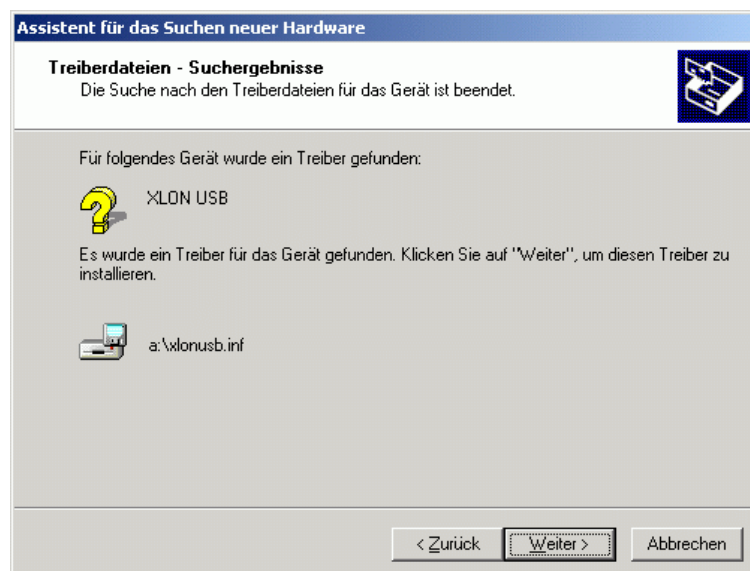 Assistent für das Suchen neuer Hardware
Treiberdateien - Suchergebnisse
Die Suche nach den Treiberdateien für das Gerät ist beendet.
Für folgendes Gerät wurde ein Treiber gefunden:
XLON USB
Es wurde ein Treiber für das Gerät gefunden. Klicken Sie auf "Weiter", um diesen Treiber zu
installieren.
a:\xlonusb.inf
< Zurück
Weiter >
Abbrechen